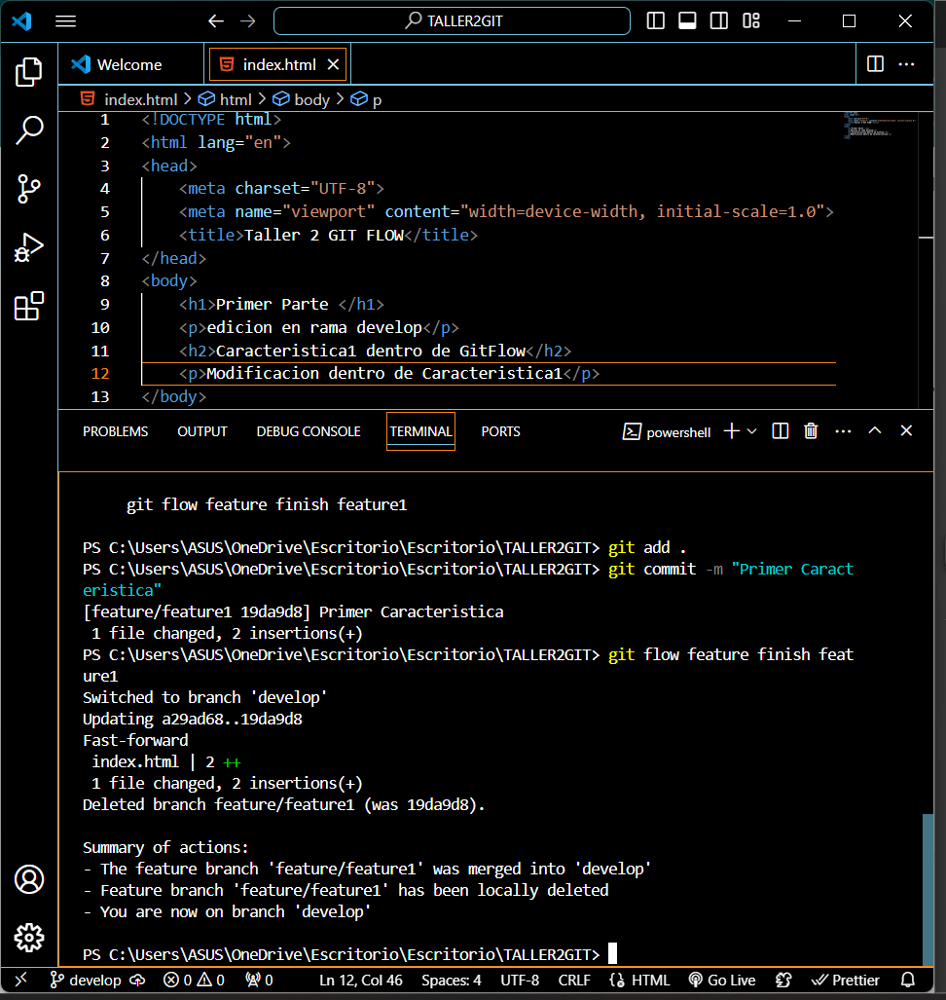 TALLER2GIT
Welcome
index.html
index.html > html > body > p
1 <!DOCTYPE html>
2 <html lang="en">
3 <head>
4 <meta charset="UTF-8">
5 <meta name="viewport" content="width=device-width, initial-scale=1.0">
6 <title>Taller 2 GIT FLOW</title>
7 </head>
8 <body>
9 <h1>Primer Parte </h1>
10 <p>edicion en rama develop</p>
11 <h2>Caracteristica1 dentro de GitFlow</h2>
12 <p>Modificacion dentro de Caracteristica1</p>
13 </body>
PROBLEMS OUTPUT DEBUG CONSOLE TERMINAL PORTS powershell
git flow feature finish feature1
PS C:\Users\ASUS\OneDrive\Escritorio\Escritorio\TALLER2GIT> git add .
PS C:\Users\ASUS\OneDrive\Escritorio\Escritorio\TALLER2GIT> git commit -m "Primer Caract
eristica"
[feature/feature1 19da9d8] Primer Caracteristica
1 file changed, 2 insertions(+)
PS C:\Users\ASUS\OneDrive\Escritorio\Escritorio\TALLER2GIT> git flow feature finish feat
ure1
Switched to branch 'develop'
Updating a29ad68..19da9d8
Fast-forward
index.html | 2 ++
1 file changed, 2 insertions(+)
Deleted branch feature/feature1 (was 19da9d8).
Summary of actions:
- The feature branch 'feature/feature1' was merged into 'develop'
- Feature branch 'feature/feature1' has been locally deleted
- You are now on branch 'develop'
PS C:\Users\ASUS\OneDrive\Escritorio\Escritorio\TALLER2GIT>
develop 0 0 0 Ln 12, Col 46 Spaces: 4 UTF-8 CRLF HTML Go Live Prettier